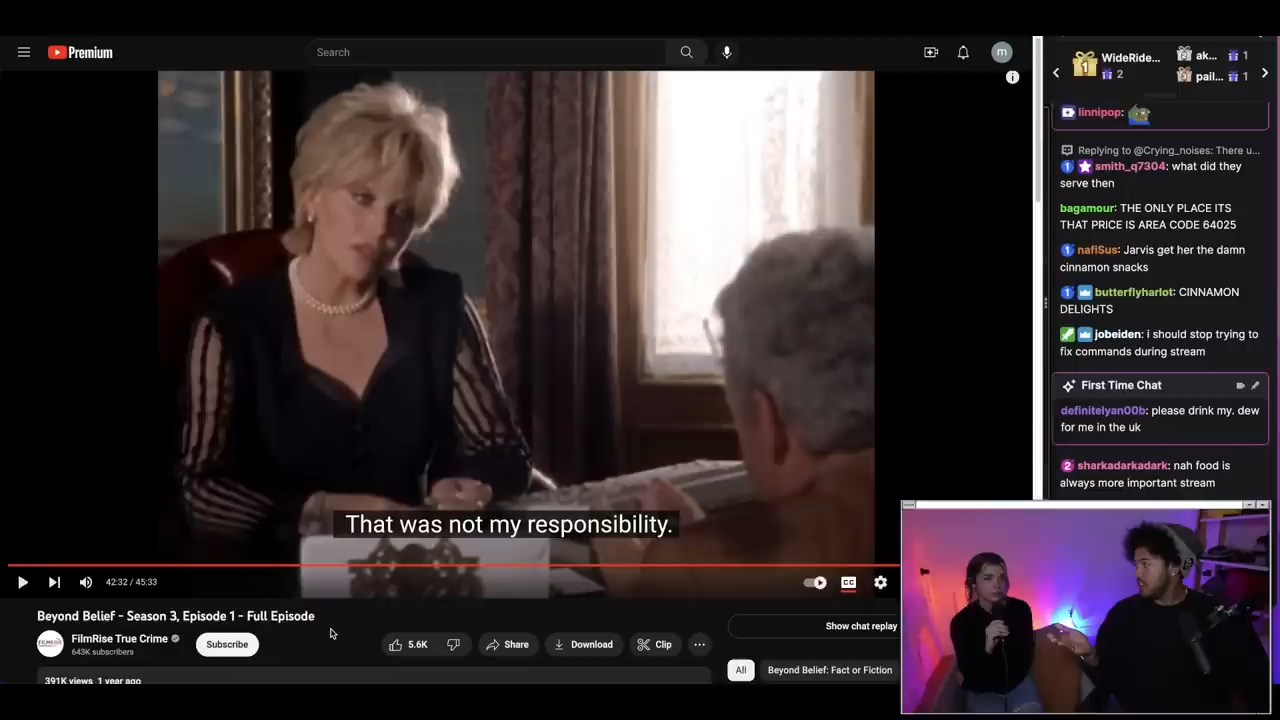 Premium
Search
m
WideRide...
2
ak...
1
pail...
1
linnipop:
Replying to @Crying_noises: There u...
smith_q7304: what did they
serve then
bagamour: THE ONLY PLACE ITS
THAT PRICE IS AREA CODE 64025
nafiSus: Jarvis get her the damn
cinnamon snacks
butterflyharlot: CINNAMON
DELIGHTS
jobeiden: i should stop trying to
fix commands during stream
First Time Chat
definitelyan00b: please drink my. dew
for me in the uk
sharkadarkadark: nah food is
always more important stream
That was not my responsibility.
42:32 / 45:33
CC
Beyond Belief - Season 3, Episode 1 - Full Episode
FilmRise True Crime
643K subscribers
Subscribe
5.6K
Share
Download
Clip
Show chat replay
All
Beyond Belief: Fact or Fiction
391K views 1 year ago